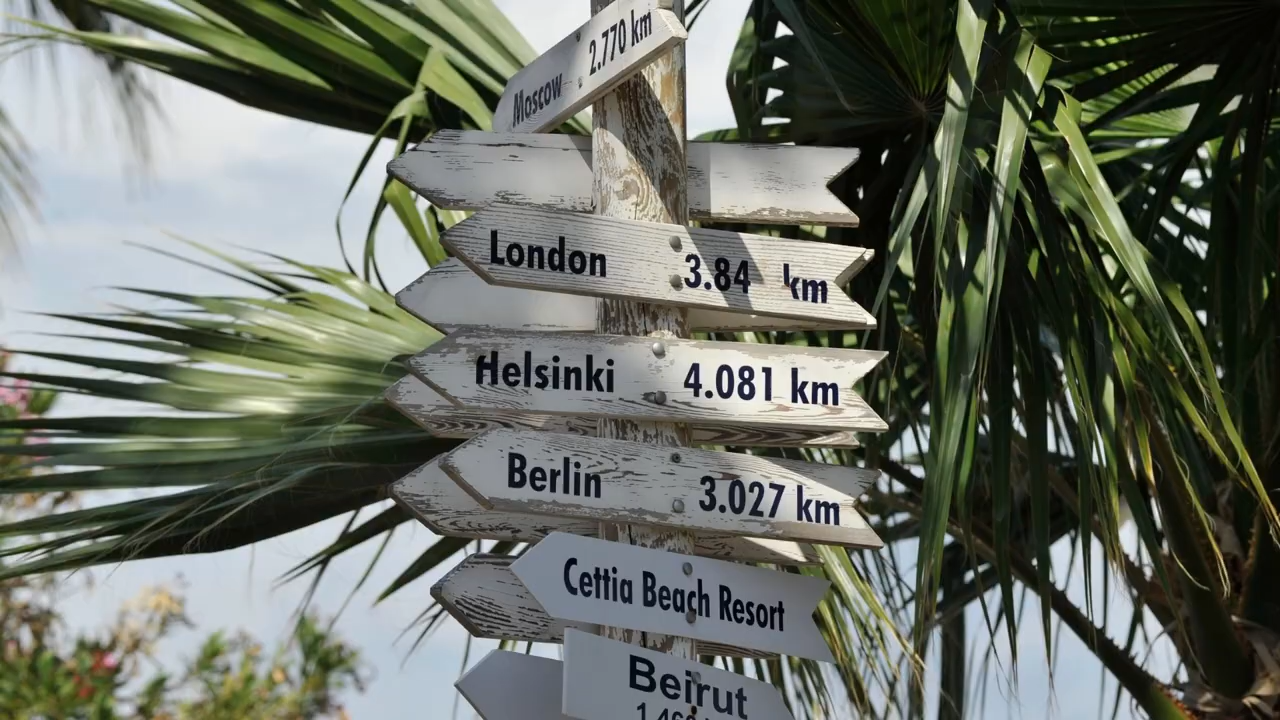 Moscow 2.770 km
London 3.84 km
Helsinki 4.081 km
Berlin 3.027 km
Cettia Beach Resort
Beirut